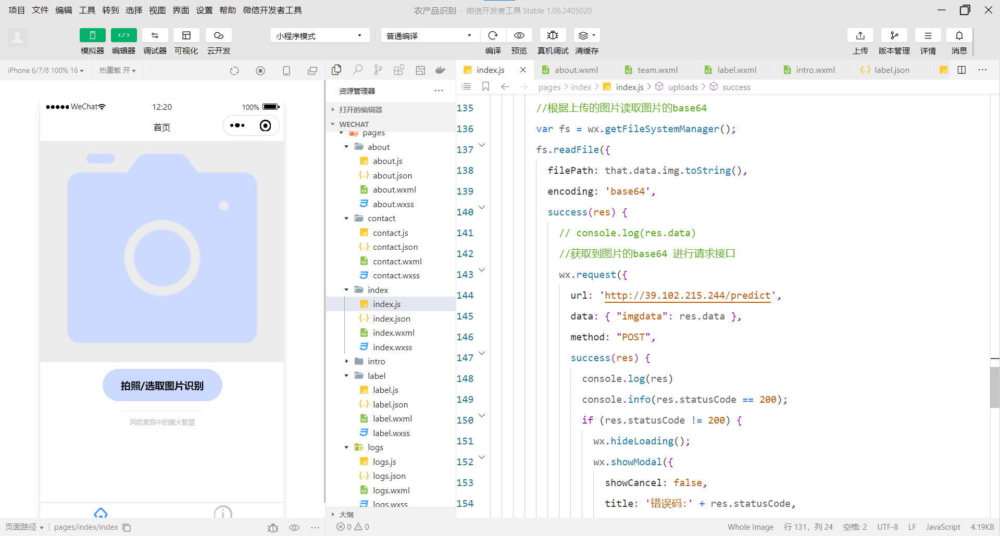 项目 文件 编辑 工具 转到 选择 视图 界面 设置 帮助 微信开发者工具
农产品识别 - 微信开发者工具 Stable 1.06.2405020
小程序模式
普通编译
模拟器 编辑器 调试器 可视化 云开发
编译 预览 真机调试 清缓存
上传 版本管理 详情 消息
iPhone 6/7/8 100% 16
热重载 开
WeChat
12:20
100%
首页
拍照/选取图片识别
风吹麦浪中的重大智慧
页面路径
pages/index/index
资源管理器
打开的编辑器
WECHAT
pages
about
about.js
about.json
about.wxml
about.wxss
contact
contact.js
contact.json
contact.wxml
contact.wxss
index
index.js
index.json
index.wxml
index.wxss
intro
label
label.js
label.json
label.wxml
label.wxss
logs
logs.js
logs.json
logs.wxml
logs.wxss
大纲
0 0
index.js about.wxml team.wxml label.wxml intro.wxml label.json
pages > index > index.js > uploads > success
135 //根据上传的图片读取图片的base64
136 var fs = wx.getFileSystemManager();
137 fs.readFile({
138 filePath: that.data.img.toString(),
139 encoding: 'base64',
140 success(res) {
141 // console.log(res.data)
142 //获取到图片的base64 进行请求接口
143 wx.request({
144 url: 'http://39.102.215.244/predict',
145 data: { "imgdata": res.data },
146 method: "POST",
147 success(res) {
148 console.log(res)
149 console.info(res.statusCode == 200);
150 if (res.statusCode != 200) {
151 wx.hideLoading();
152 wx.showModal({
153 showCancel: false,
154 title: '错误码:' + res.statusCode,
Whole Image 行 131，列 24 空格: 2 UTF-8 LF JavaScript 4.19KB